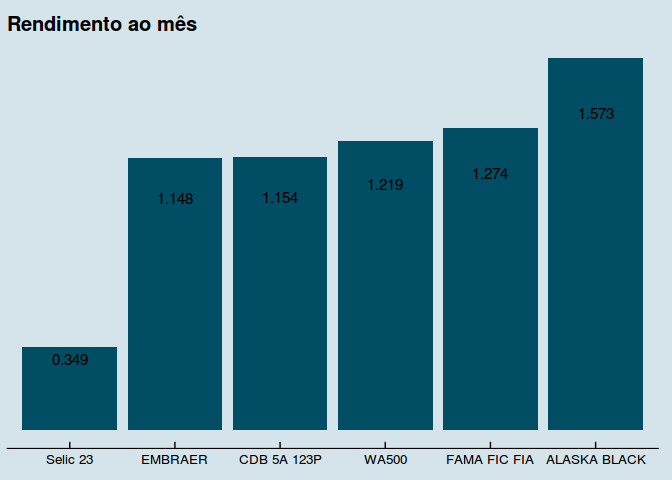 Rendimento ao mês
1.573
1.274
1.219
1.148
1.154
0.349
Selic 23
EMBRAER
CDB 5A 123P
WA500
FAMA FIC FIA
ALASKA BLACK